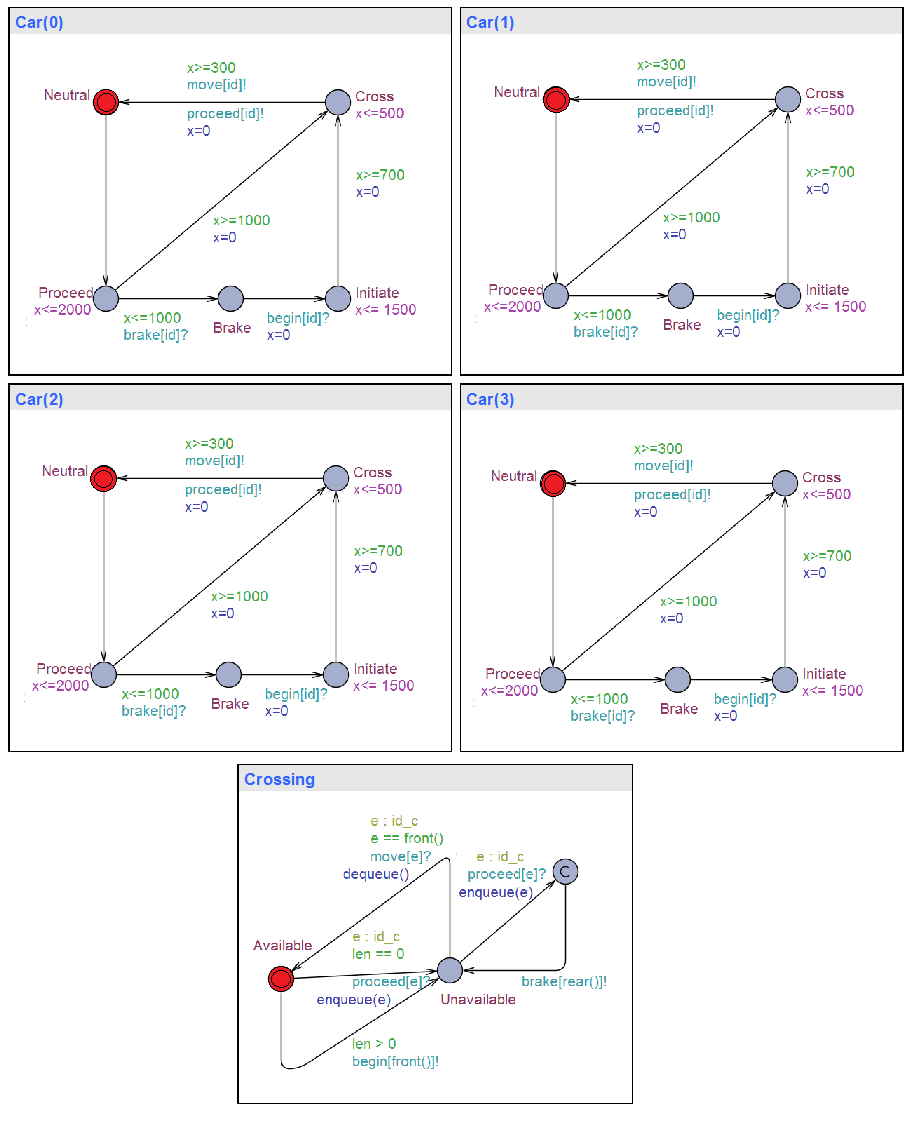 Car(0)
x>=300
move[id]!
Neutral
Cross
x<=500
proceed[id]!
x=0
x>=700
x=0
x>=1000
x=0
Proceed
x<=2000
Initiate
x<= 1500
x<=1000
brake[id]?
Brake
begin[id]?
x=0
Car(1)
x>=300
move[id]!
Neutral
Cross
x<=500
proceed[id]!
x=0
x>=700
x=0
x>=1000
x=0
Proceed
x<=2000
Initiate
x<= 1500
x<=1000
brake[id]?
Brake
begin[id]?
x=0
Car(2)
x>=300
move[id]!
Neutral
Cross
x<=500
proceed[id]!
x=0
x>=700
x=0
x>=1000
x=0
Proceed
x<=2000
Initiate
x<= 1500
x<=1000
brake[id]?
Brake
begin[id]?
x=0
Car(3)
x>=300
move[id]!
Neutral
Cross
x<=500
proceed[id]!
x=0
x>=700
x=0
x>=1000
x=0
Proceed
x<=2000
Initiate
x<= 1500
x<=1000
brake[id]?
Brake
begin[id]?
x=0
Crossing
e : id_c
e == front()
move[e]?
dequeue()
e : id_c
proceed[e]?
enqueue(e)
C
Available
e : id_c
len == 0
proceed[e]?
enqueue(e)
Unavailable
brake[rear()]!
len > 0
begin[front()]!